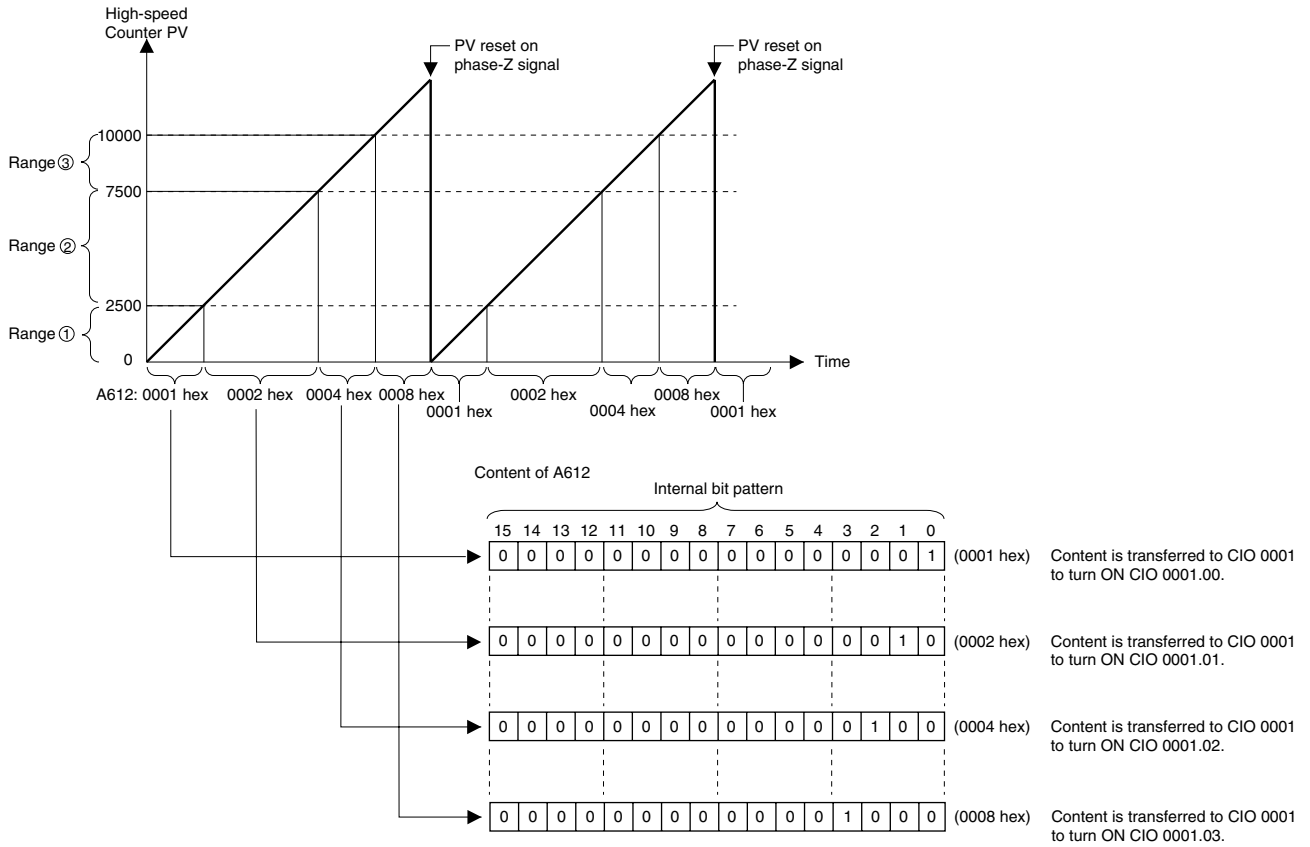 High-speed
Counter PV
PV reset on
phase-Z signal
PV reset on
phase-Z signal
10000
Range ③
7500
Range ②
2500
Range ①
0
Time
A612: 0001 hex 0002 hex 0004 hex 0008 hex 0001 hex 0002 hex 0004 hex 0008 hex 0001 hex
Content of A612
Internal bit pattern
15 14 13 12 11 10 9 8 7 6 5 4 3 2 1 0
0 0 0 0 0 0 0 0 0 0 0 0 0 0 0 1 (0001 hex) Content is transferred to CIO 0001
to turn ON CIO 0001.00.
0 0 0 0 0 0 0 0 0 0 0 0 0 0 1 0 (0002 hex) Content is transferred to CIO 0001
to turn ON CIO 0001.01.
0 0 0 0 0 0 0 0 0 0 0 0 0 1 0 0 (0004 hex) Content is transferred to CIO 0001
to turn ON CIO 0001.02.
0 0 0 0 0 0 0 0 0 0 0 0 1 0 0 0 (0008 hex) Content is transferred to CIO 0001
to turn ON CIO 0001.03.